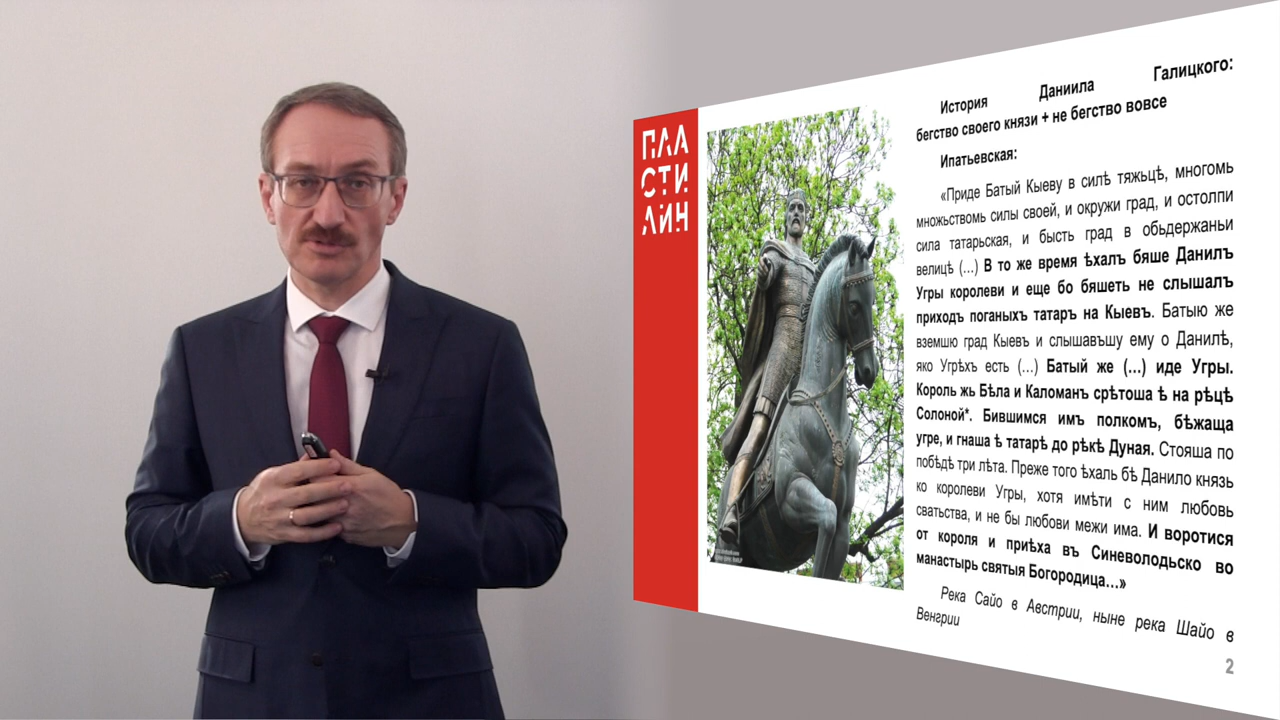 ПЛА
СТИ
ЛИН
История Даниила Галицкого:
бегство своего князи + не бегство вовсе
Ипатьевская:
«Приде Батый Кыеву в силѣ тяжьцѣ, многомь
множьствомь силы своей, и окружи град, и остолпи
сила татарьская, и бысть град в обьдержаньи
велицѣ (...) В то же время ѣхалъ бяше Данилъ
Угры королеви и еще бо бяшеть не слышалъ
приходъ поганыхъ татаръ на Кыевъ. Батыю же
вземшю град Кыевъ и слышавъшу ему о Данилѣ,
яко Угрѣхъ есть (...) Батый же (...) иде Угры.
Король жь Бѣла и Каломанъ срѣтоша ѣ на рѣцѣ
Солоной*. Бившимся имъ полкомъ, бѣжаща
угре, и гнаша ѣ татарѣ до рѣкѣ Дуная. Стояша по
побѣдѣ три лѣта. Преже того ѣхаль бѣ Данило князь
ко королеви Угры, хотя имѣти с ним любовь
сватьства, и не бы любови межи има. И воротися
от короля и приѣха въ Синеволодьско во
манастырь святыя Богородица...»
Река Сайо в Австрии, ныне река Шайо в
Венгрии
2